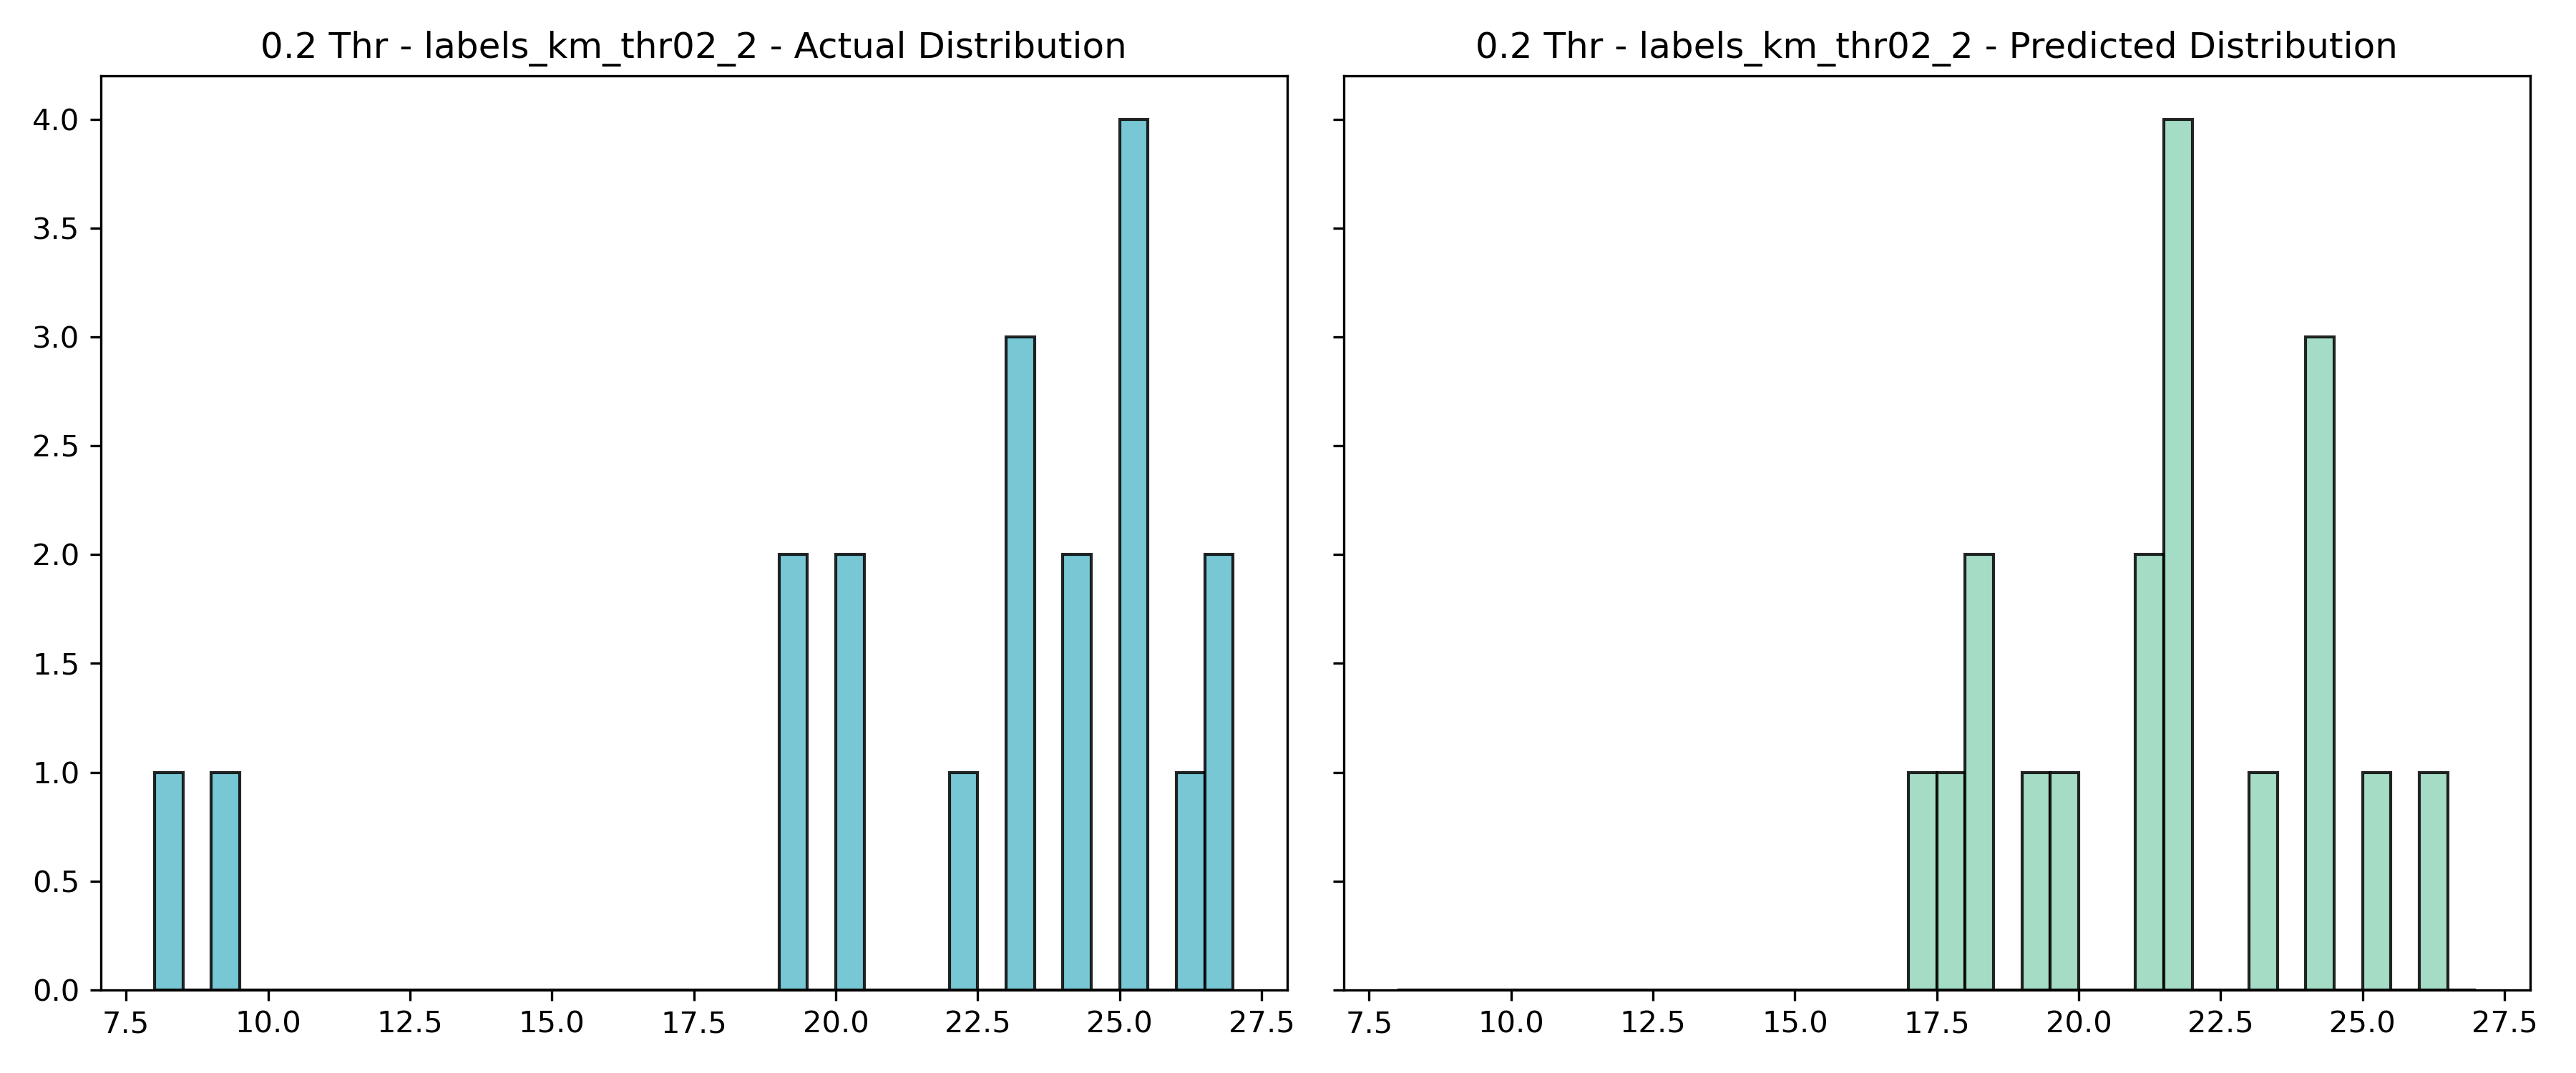 0.2 Thr - labels_km_thr02_2 - Actual Distribution
4.0
3.5
3.0
2.5
2.0
1.5
1.0
0.5
0.0
7.5 10.0 12.5 15.0 17.5 20.0 22.5 25.0 27.5
0.2 Thr - labels_km_thr02_2 - Predicted Distribution
7.5 10.0 12.5 15.0 17.5 20.0 22.5 25.0 27.5